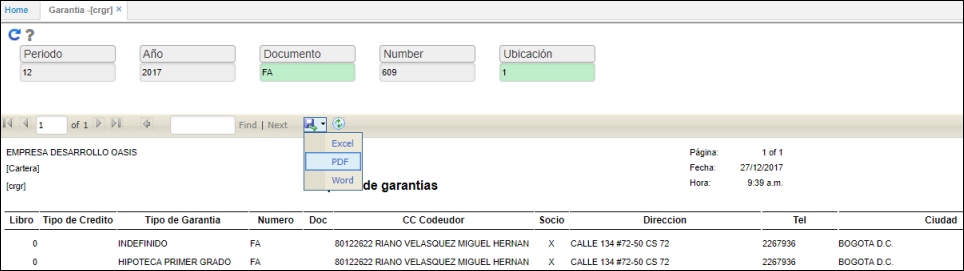 Home Garantia -[crgr] ×
Periodo Año Documento Number Ubicación
12 2017 FA 609 1
1 of 1 Find | Next
Excel
EMPRESA DESARROLLO OASIS Página: 1 of 1
PDF
[Cartera] Fecha: 27/12/2017
Word
[crgr] de garantias Hora: 9:39 a.m.
Libro Tipo de Credito Tipo de Garantia Numero Doc CC Codeudor Socio Direccion Tel Ciudad
0 INDEFINIDO FA 80122622 RIANO VELASQUEZ MIGUEL HERNAN X CALLE 134 #72-50 CS 72 2267936 BOGOTA D.C.
0 HIPOTECA PRIMER GRADO FA 80122622 RIANO VELASQUEZ MIGUEL HERNAN X CALLE 134 #72-50 CS 72 2267936 BOGOTA D.C.